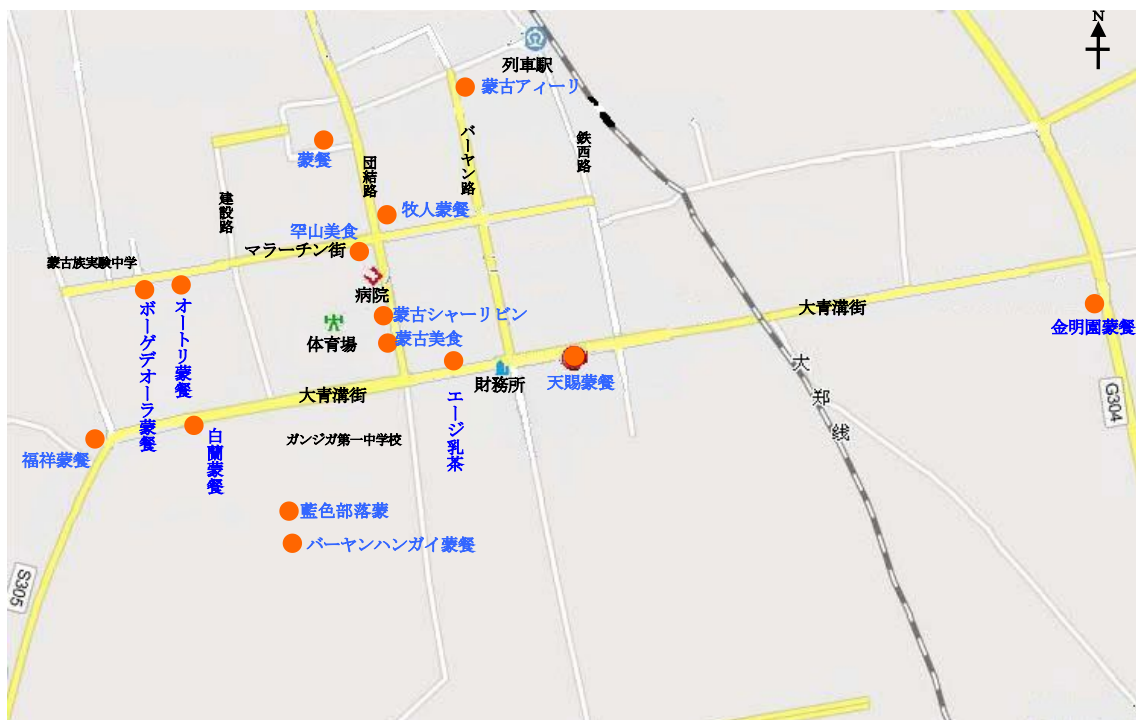 N
列車駅
蒙古アィーリ
バーヤン路
鉄西路
蒙餐
団結路
建設路
牧人蒙餐
罕山美食
マラーチン街
蒙古族実験中学
病院
オートリ蒙餐
ボーゲデオーラ蒙餐
蒙古シャーリビン
体育場
蒙古美食
大青溝街
金明園蒙餐
財務所
天賜蒙餐
大郑线
G304
大青溝街
エージ乳茶
白蘭蒙餐
ガンジガ第一中学校
福祥蒙餐
藍色部落蒙
バーヤンハンガイ蒙餐
S305